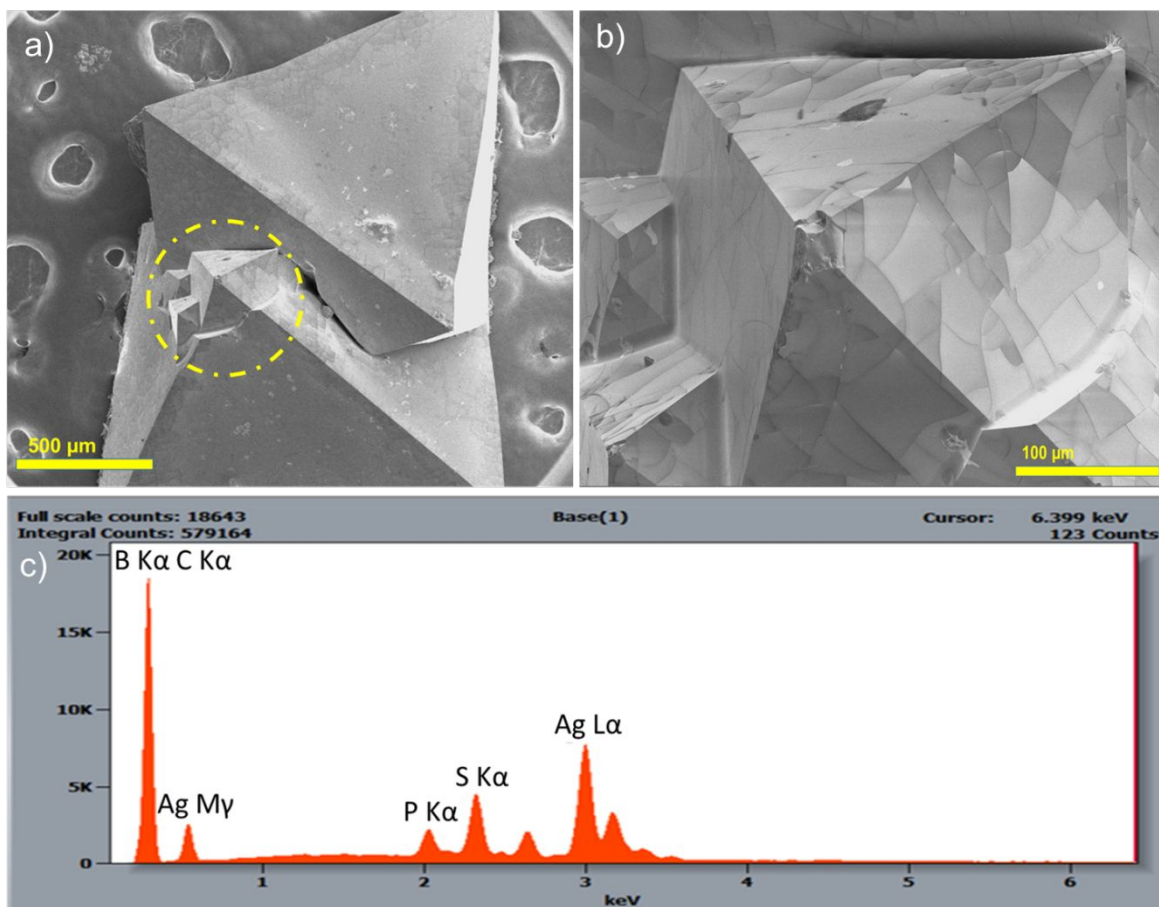 a)
500 µm
b)
100 µm
Full scale counts: 18643
Base(1)
Cursor: 6.399 keV
Integral Counts: 579164
123 Counts
c)
20K
B Kα C Kα
15K
10K
Ag Lα
5K
S Kα
Ag Mγ
P Kα
0
1 2 3 4 5 6
keV